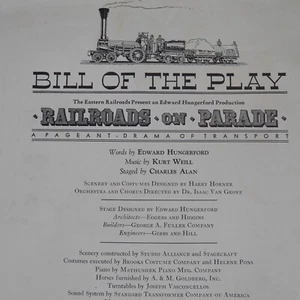 BILL OF THE PLAY
The Eastern Railroads Present an Edward Hungerford Production
RAILROADS · ON · PARADE
A PAGEANT-DRAMA OF TRANSPORT
Words by EDWARD HUNGERFORD
Music by KURT WEILL
Staged by CHARLES ALAN
SCENERY AND COSTUMES DESIGNED BY HARRY HORNER
ORCHESTRA AND CHORUS DIRECTED BY DR. ISAAC VAN GROVE
STAGE DESIGNED BY EDWARD HUNGERFORD
Architects—EGGERS AND HIGGINS
Builders—GEORGE A. FULLER COMPANY
Engineers—GIBBS AND HILL
Scenery constructed by STUDIO ALLIANCE and STAGECRAFT
Costumes executed by BROOKS COSTUME COMPANY and HELENE PONS
Piano by MATHUSHEK PIANO MFG. COMPANY
Horses furnished by A. & M. GOLDBERG, INC.
Turntables by JOSEPH VASCONCELLOS
Sound System by STANDARD TRANSFORMER COMPANY OF AMERICA